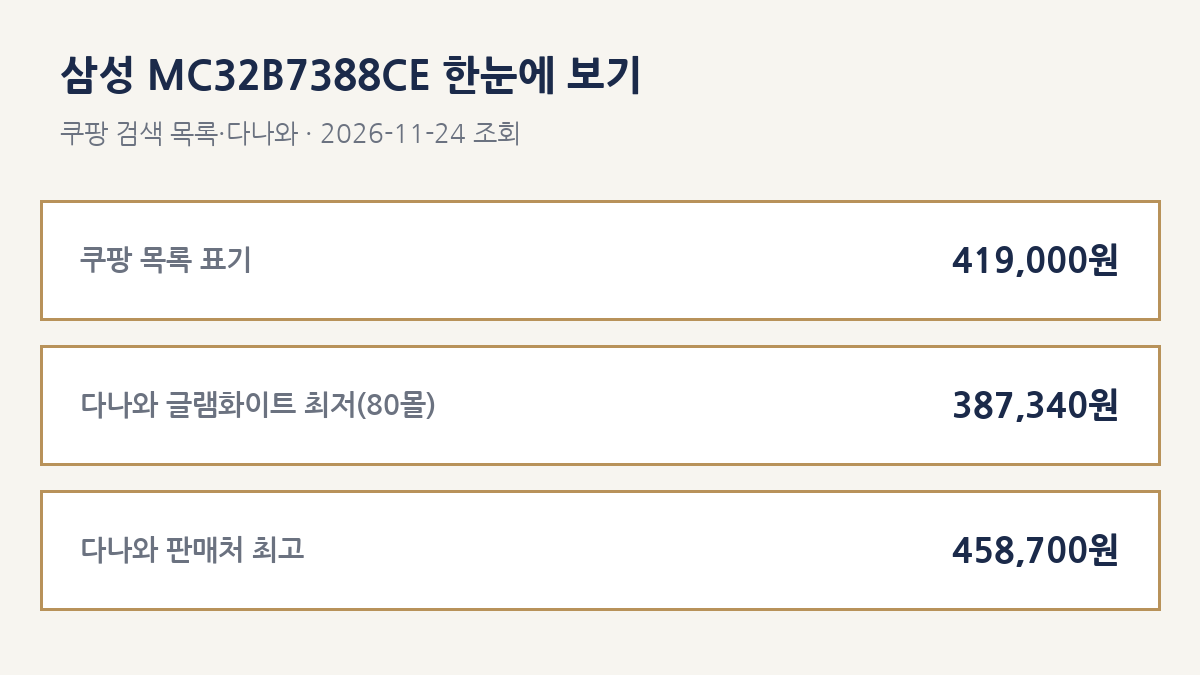 삼성 MC32B7388CE 한눈에 보기
쿠팡 검색 목록·다나와 · 2026-11-24 조회
쿠팡 목록 표기 419,000원
다나와 글램화이트 최저(80몰) 387,340원
다나와 판매처 최고 458,700원